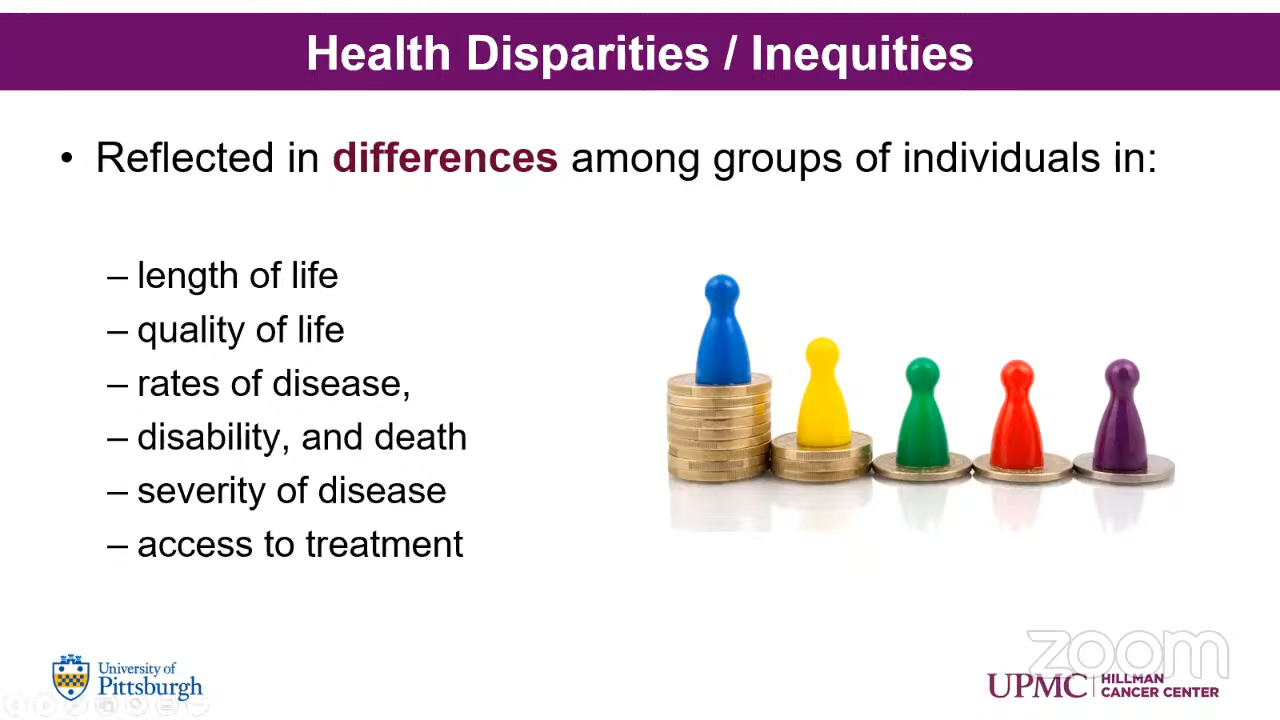 Health Disparities / Inequities
• Reflected in differences among groups of individuals in:
– length of life
– quality of life
– rates of disease,
– disability, and death
– severity of disease
– access to treatment
University of
Pittsburgh
zoom
UPMC | HILLMAN
CANCER CENTER